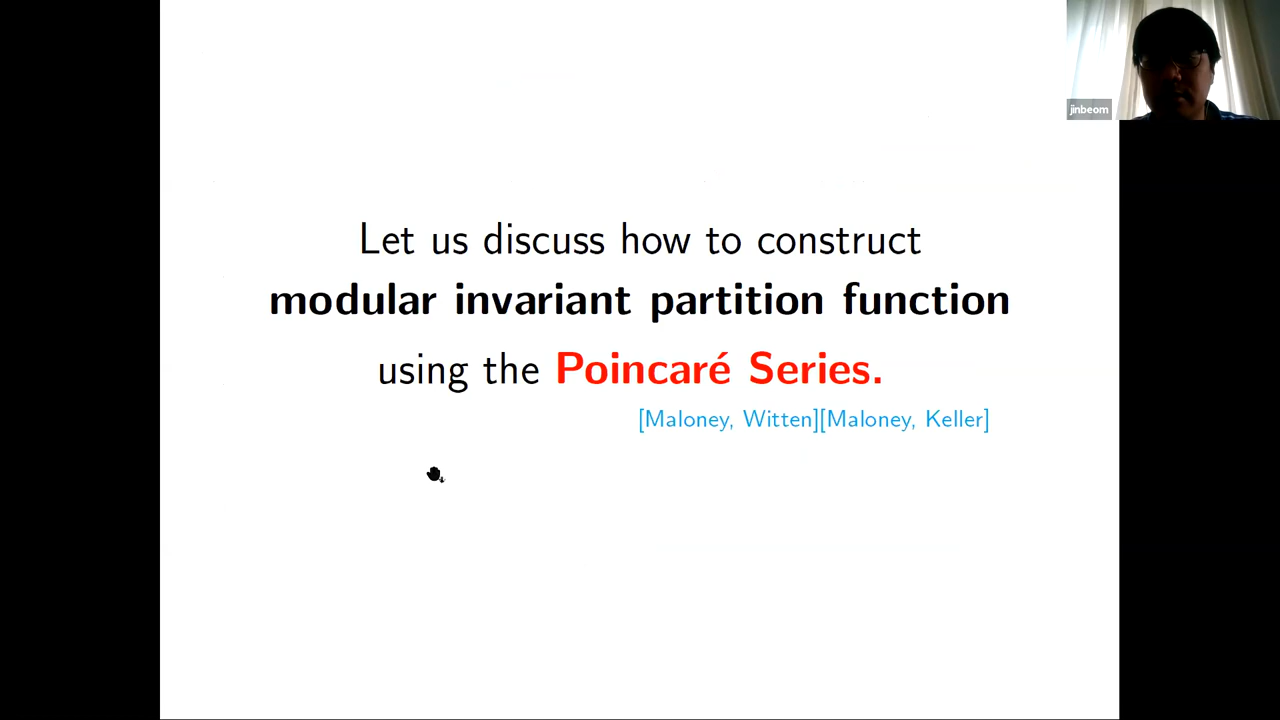 jinbeom
Let us discuss how to construct
modular invariant partition function
using the Poincaré Series.
[Maloney, Witten][Maloney, Keller]